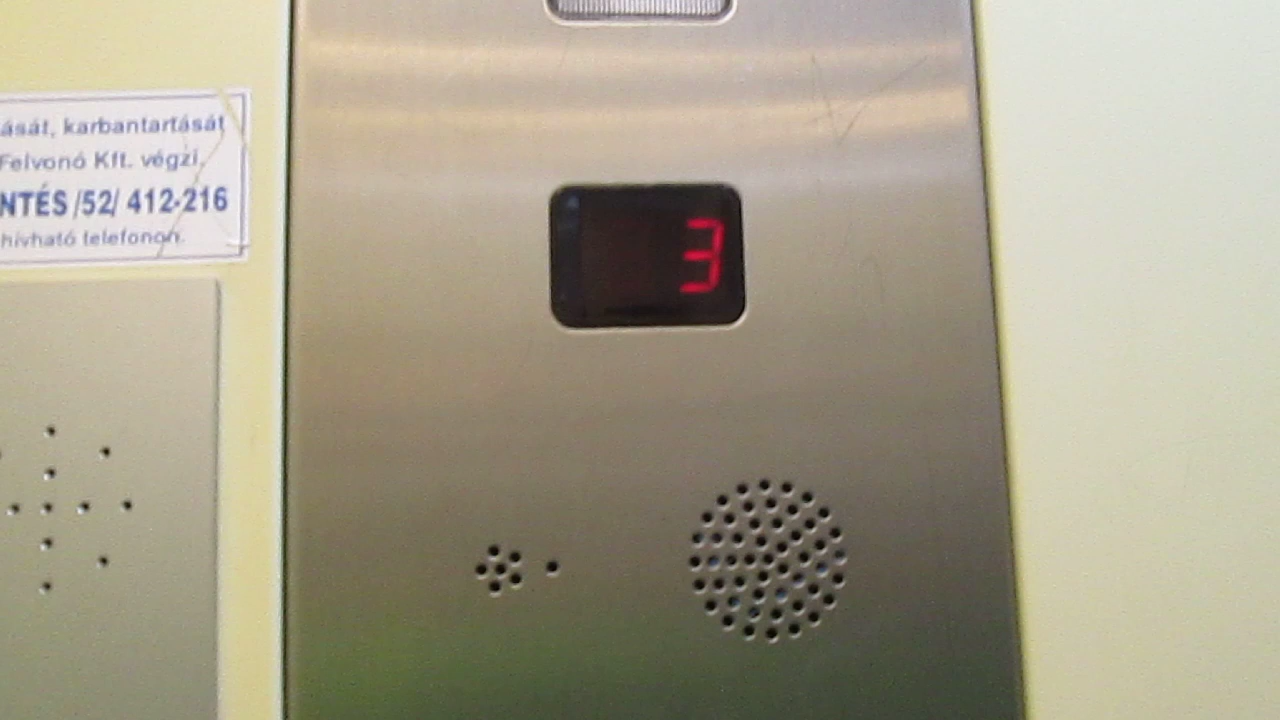 ását, karbantartását
Felvonó Kft. végzi,
NTÉS /52/ 412-216
hívható telefonon.
3